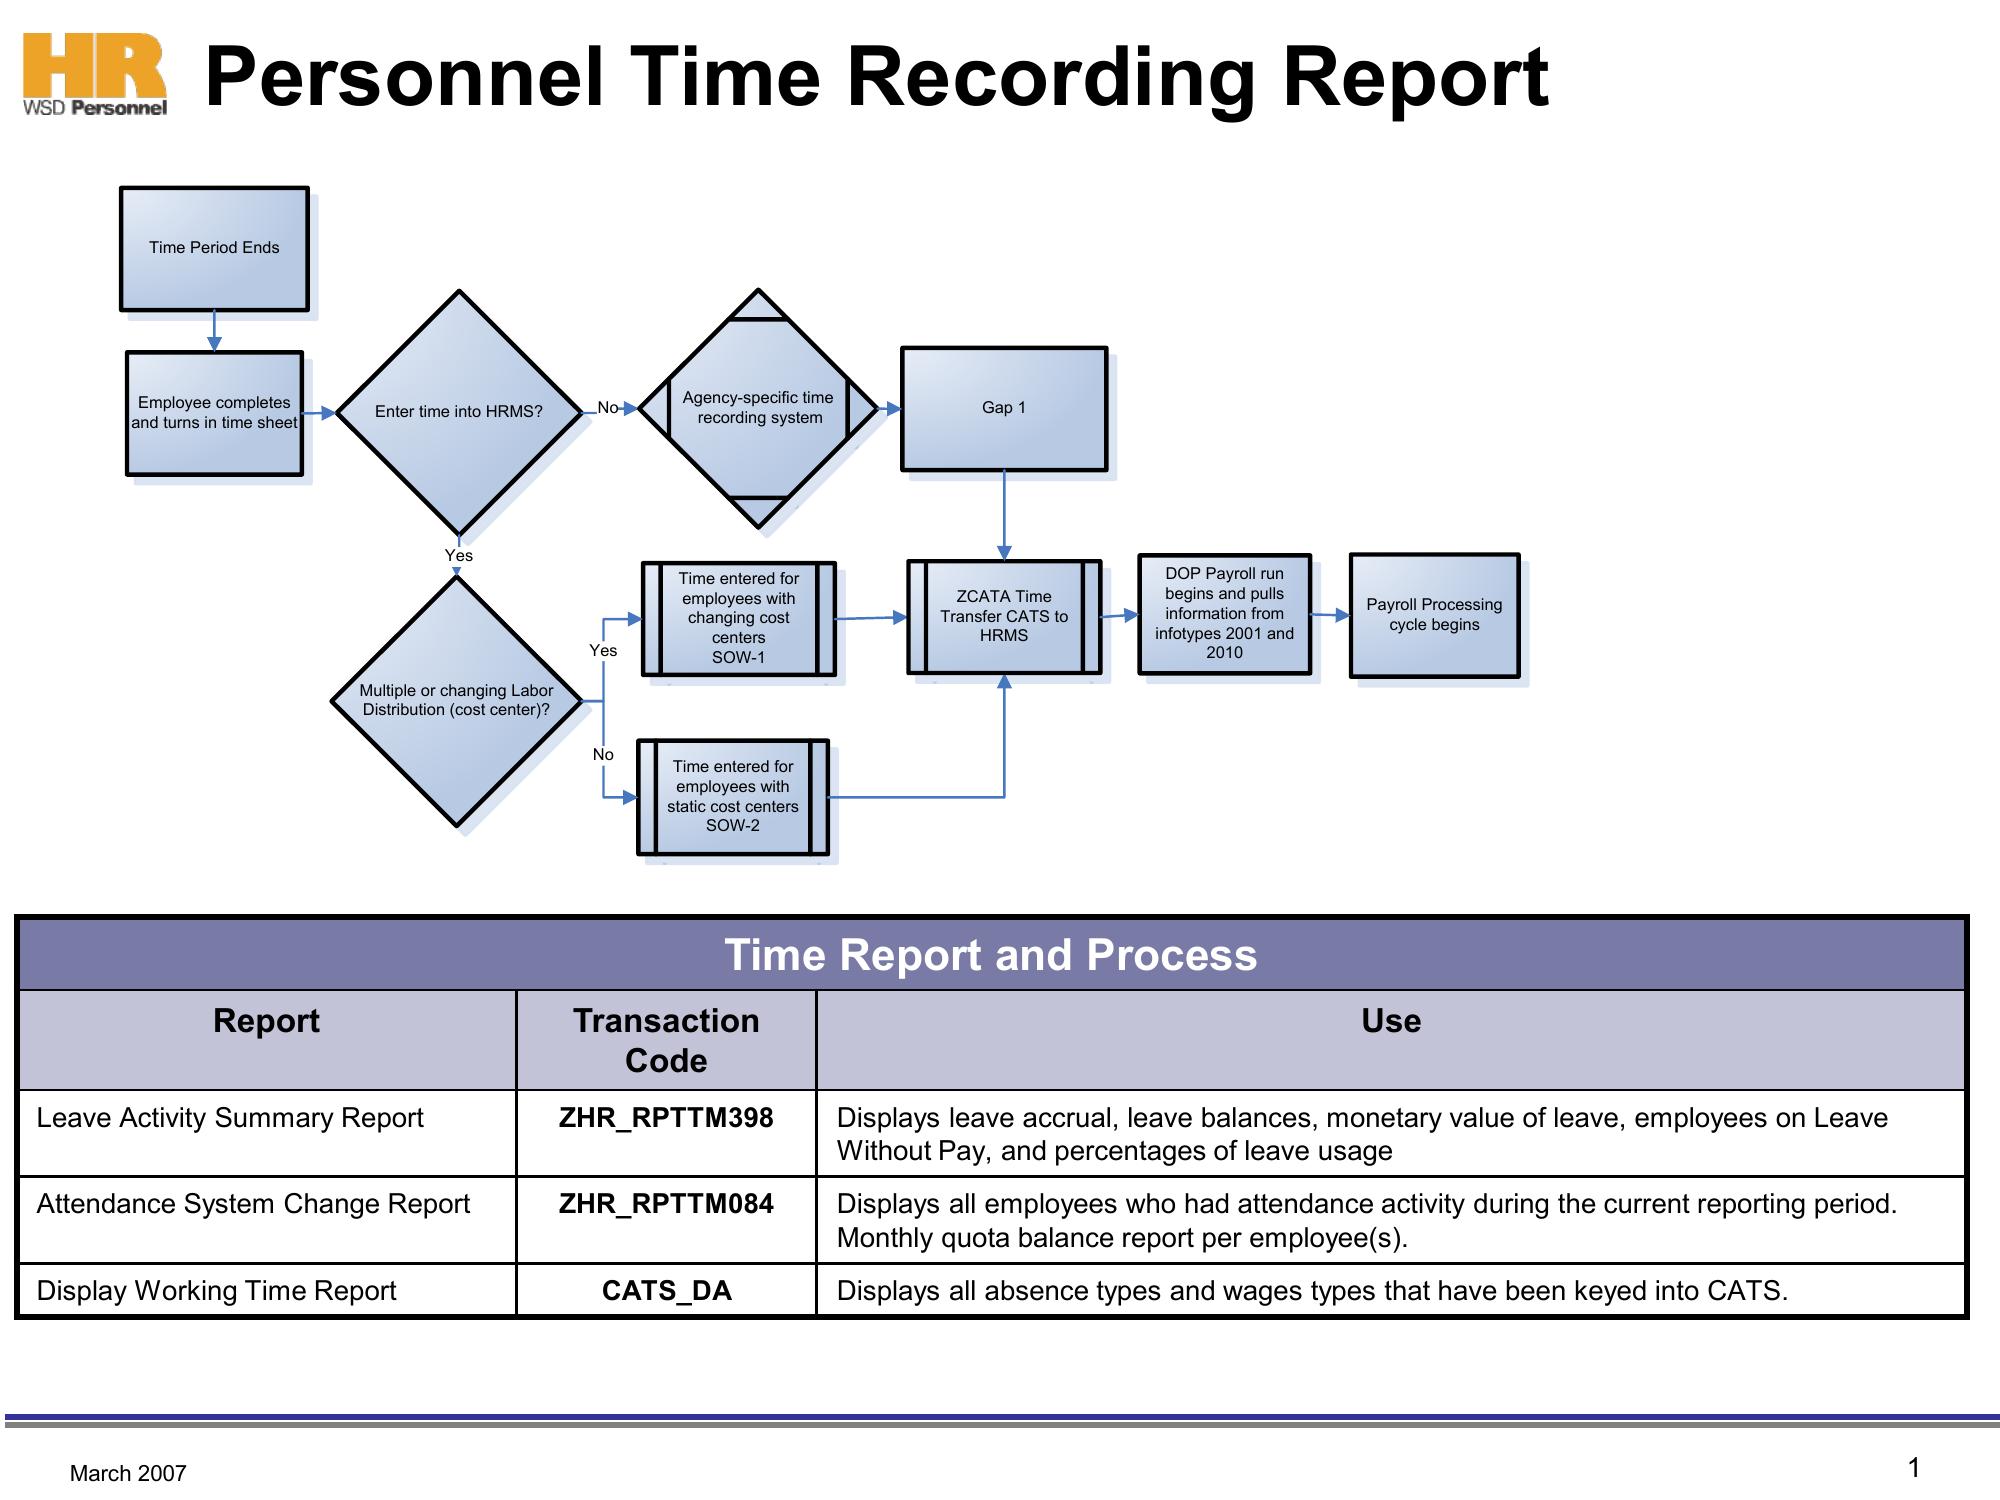 HR
WSD Personnel
Personnel Time Recording Report
Time Period Ends
Employee completes
and turns in time sheet
Enter time into HRMS?
No
Agency-specific time
recording system
Gap 1
Yes
Multiple or changing Labor
Distribution (cost center)?
Yes
Time entered for
employees with
changing cost
centers
SOW-1
No
Time entered for
employees with
static cost centers
SOW-2
ZCATA Time
Transfer CATS to
HRMS
DOP Payroll run
begins and pulls
information from
infotypes 2001 and
2010
Payroll Processing
cycle begins
Time Report and Process
Report
Transaction
Code
Use
Leave Activity Summary Report
ZHR_RPTTM398
Displays leave accrual, leave balances, monetary value of leave, employees on Leave
Without Pay, and percentages of leave usage
Attendance System Change Report
ZHR_RPTTM084
Displays all employees who had attendance activity during the current reporting period.
Monthly quota balance report per employee(s).
Display Working Time Report
CATS_DA
Displays all absence types and wages types that have been keyed into CATS.
March 2007
1